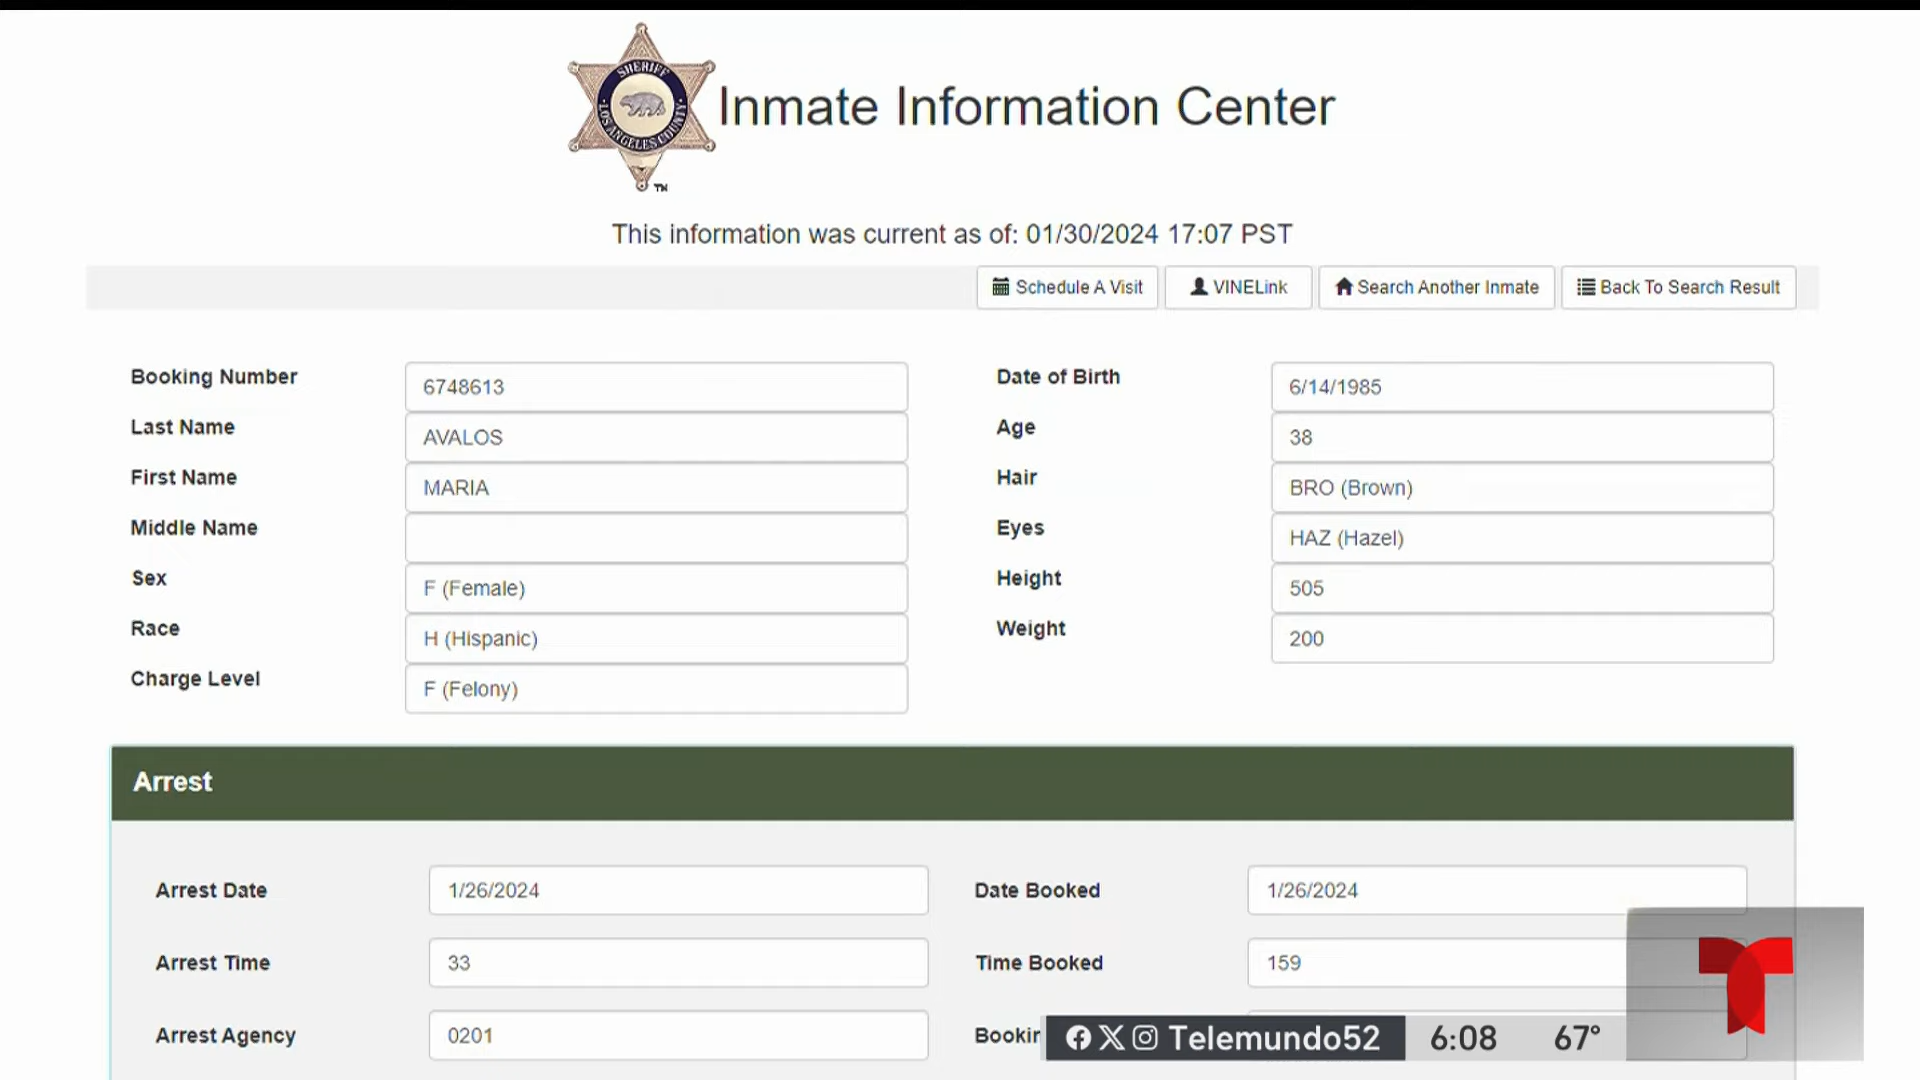 SHERIFF
LOS ANGELES COUNTY
TM
Inmate Information Center
This information was current as of: 01/30/2024 17:07 PST
Schedule A Visit
VINELink
Search Another Inmate
Back To Search Result
Booking Number 6748613
Date of Birth 6/14/1985
Last Name AVALOS
Age 38
First Name MARIA
Hair BRO (Brown)
Middle Name
Eyes HAZ (Hazel)
Sex F (Female)
Height 505
Race H (Hispanic)
Weight 200
Charge Level F (Felony)
Arrest
Arrest Date 1/26/2024
Date Booked 1/26/2024
Arrest Time 33
Time Booked 159
Arrest Agency 0201
Bookin
Telemundo52 6:08 67°